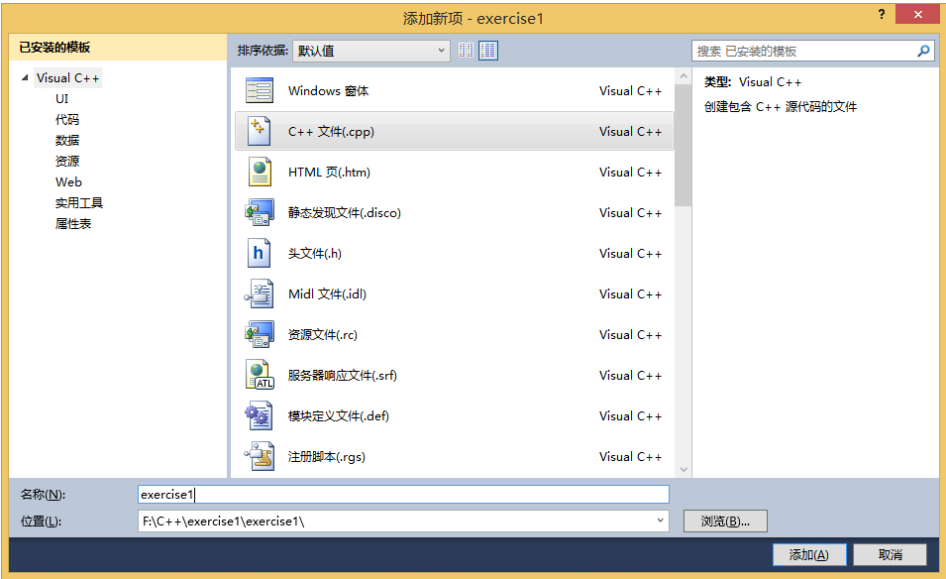 添加新项 - exercise1
? ×
已安装的模板
Visual C++
UI
代码
数据
资源
Web
实用工具
属性表
排序依据: 默认值
Windows 窗体 Visual C++
C++ 文件(.cpp) Visual C++
HTML 页(.htm) Visual C++
静态发现文件(.disco) Visual C++
h 头文件(.h) Visual C++
Midl 文件(.idl) Visual C++
资源文件(.rc) Visual C++
ATL 服务器响应文件(.srf) Visual C++
模块定义文件(.def) Visual C++
注册脚本(.rgs) Visual C++
搜索 已安装的模板
类型: Visual C++
创建包含 C++ 源代码的文件
名称(N): exercise1
位置(L): F:\C++\exercise1\exercise1\ 浏览(B)...
添加(A) 取消